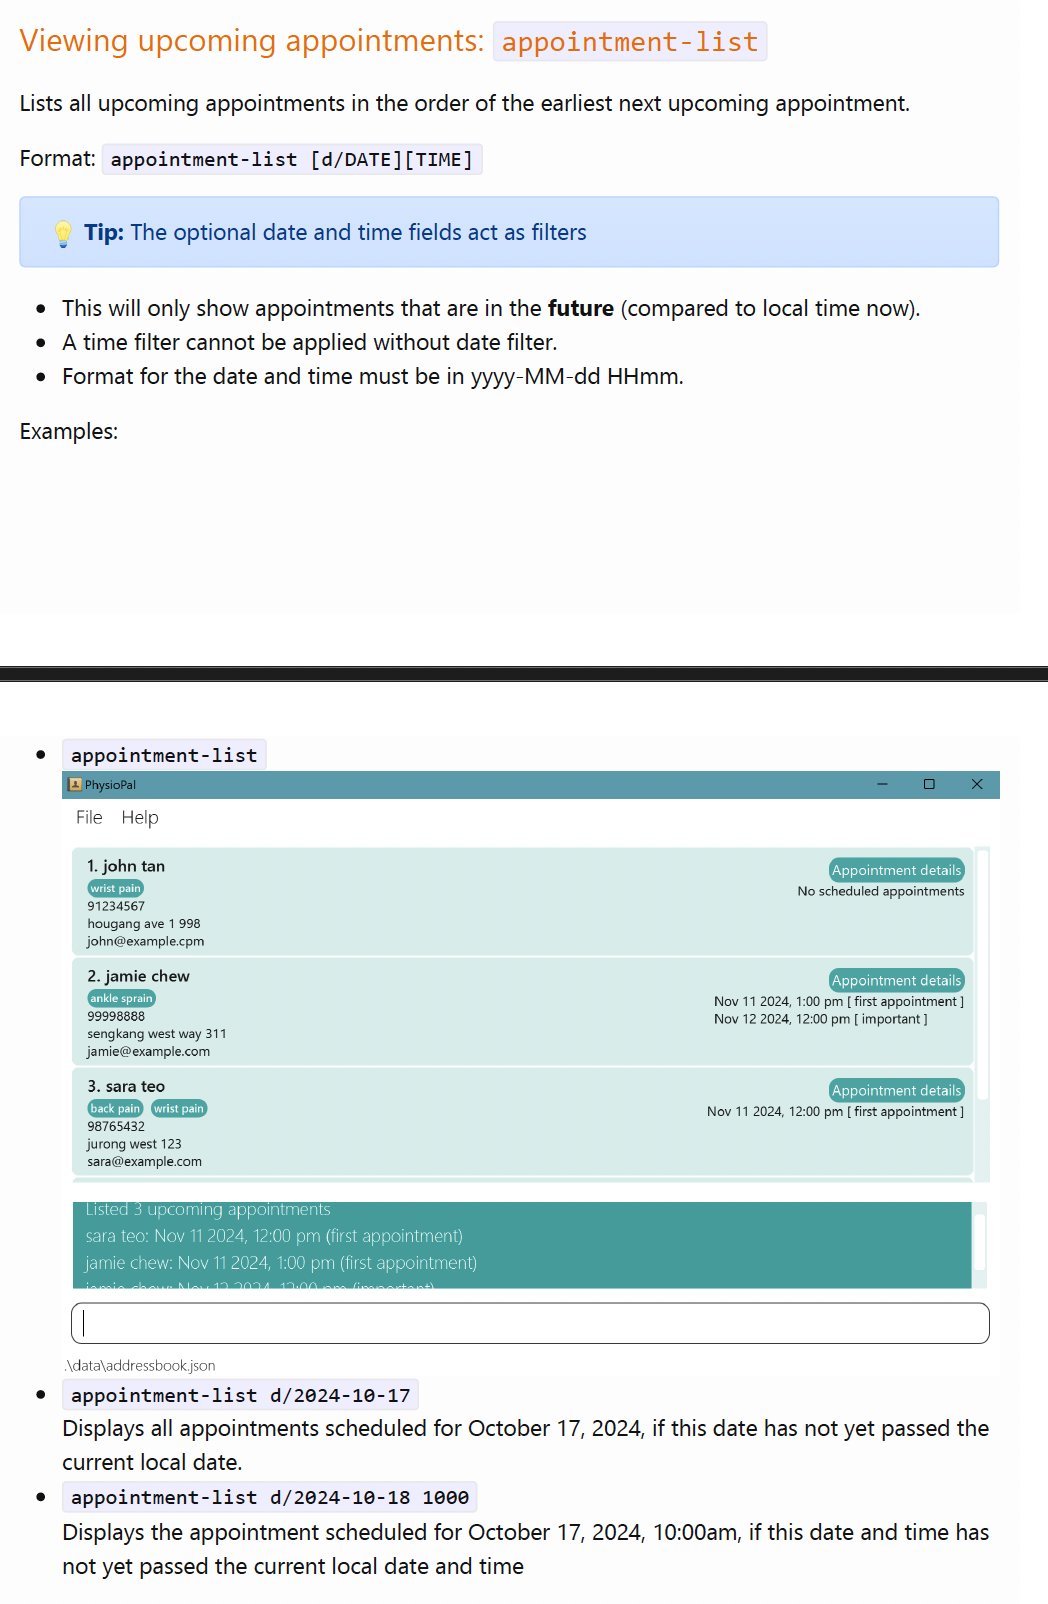 Viewing upcoming appointments: appointment-list
Lists all upcoming appointments in the order of the earliest next upcoming appointment.
Format: appointment-list [d/DATE][TIME]
Tip: The optional date and time fields act as filters
• This will only show appointments that are in the future (compared to local time now).
• A time filter cannot be applied without date filter.
• Format for the date and time must be in yyyy-MM-dd HHmm.
Examples:
• appointment-list
PhysioPal
File Help
1. john tan
wrist pain
91234567
hougang ave 1 998
john@example.cpm
Appointment details
No scheduled appointments
2. jamie chew
ankle sprain
99998888
sengkang west way 311
jamie@example.com
Appointment details
Nov 11 2024, 1:00 pm [ first appointment ]
Nov 12 2024, 12:00 pm [ important ]
3. sara teo
back pain wrist pain
98765432
jurong west 123
sara@example.com
Appointment details
Nov 11 2024, 12:00 pm [ first appointment ]
Listed 3 upcoming appointments
sara teo: Nov 11 2024, 12:00 pm (first appointment)
jamie chew: Nov 11 2024, 1:00 pm (first appointment)
jamie chew: Nov 12 2024, 12:00 pm (important)
.\data\addressbook.json
• appointment-list d/2024-10-17
Displays all appointments scheduled for October 17, 2024, if this date has not yet passed the
current local date.
• appointment-list d/2024-10-18 1000
Displays the appointment scheduled for October 17, 2024, 10:00am, if this date and time has
not yet passed the current local date and time